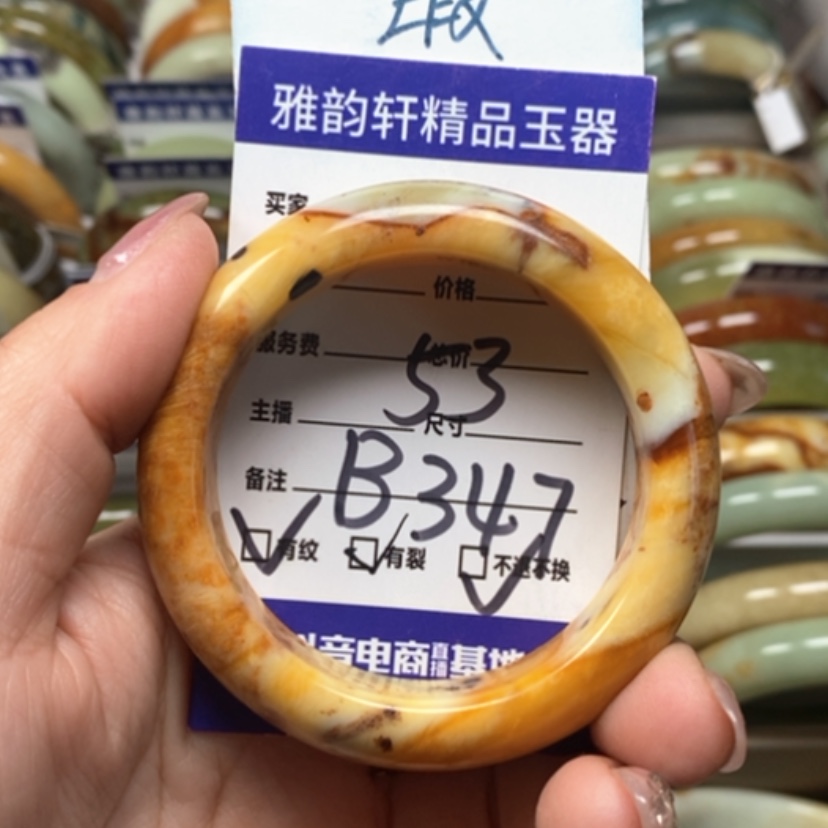 雅韵轩精品玉器
买家
价格
服务费 总价
53
主播 尺寸
备注 B347
有纹 有裂 不退不换
抖音电商直播基地